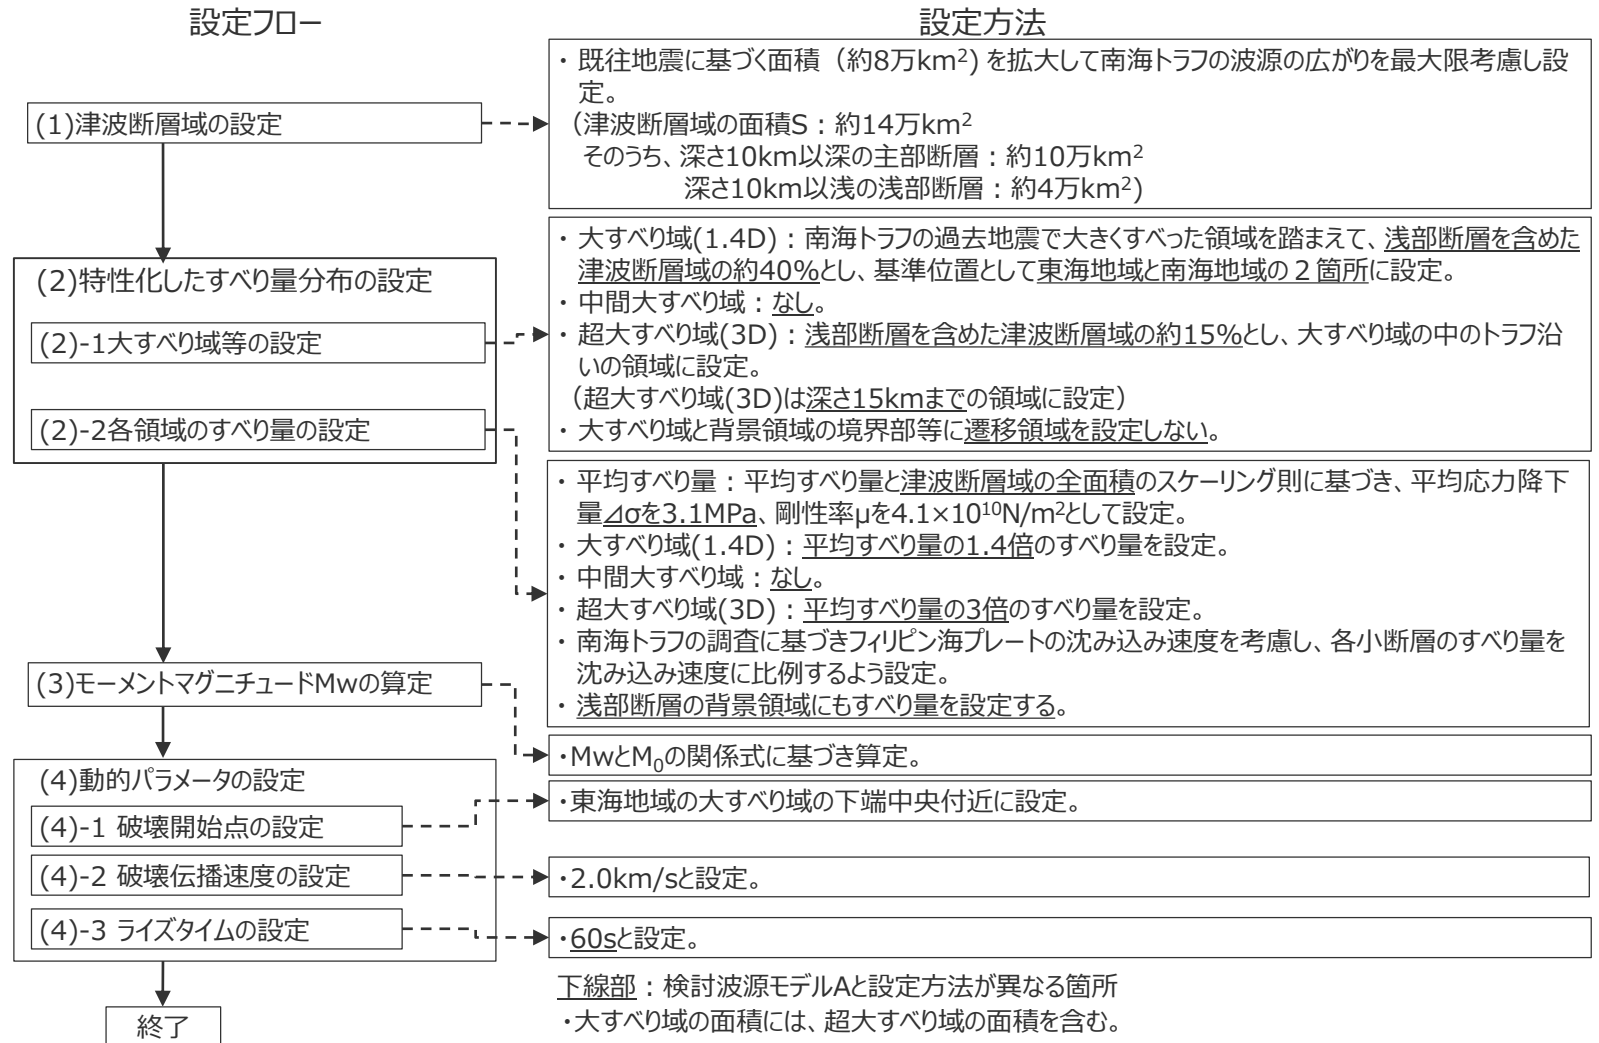 設定フロー
設定方法
(1)津波断層域の設定
・既往地震に基づく面積（約8万km2）を拡大して南海トラフの波源の広がりを最大限考慮し設
定。
（津波断層域の面積S：約14万km2
そのうち、深さ10km以深の主部断層：約10万km2
深さ10km以浅の浅部断層：約4万km2)
(2)特性化したすべり量分布の設定
(2)-1大すべり域等の設定
・大すべり域(1.4D)：南海トラフの過去地震で大きくすべった領域を踏まえて、浅部断層を含めた
津波断層域の約40%とし、基準位置として東海地域と南海地域の２箇所に設定。
・中間大すべり域：なし。
・超大すべり域(3D)：浅部断層を含めた津波断層域の約15%とし、大すべり域の中のトラフ沿
いの領域に設定。
（超大すべり域(3D)は深さ15kmまでの領域に設定）
・大すべり域と背景領域の境界部等に遷移領域を設定しない。
(2)-2各領域のすべり量の設定
・平均すべり量：平均すべり量と津波断層域の全面積のスケーリング則に基づき、平均応力降下
量⊿σを3.1MPa、剛性率μを4.1×10¹⁰N/m2として設定。
・大すべり域(1.4D)：平均すべり量の1.4倍のすべり量を設定。
・中間大すべり域：なし。
・超大すべり域(3D)：平均すべり量の3倍のすべり量を設定。
・南海トラフの調査に基づきフィリピン海プレートの沈み込み速度を考慮し、各小断層のすべり量を
沈み込み速度に比例するよう設定。
・浅部断層の背景領域にもすべり量を設定する。
(3)モーメントマグニチュードMwの算定
・MwとM0の関係式に基づき算定。
(4)動的パラメータの設定
(4)-1 破壊開始点の設定
・東海地域の大すべり域の下端中央付近に設定。
(4)-2 破壊伝播速度の設定
・2.0km/sと設定。
(4)-3 ライズタイムの設定
・60sと設定。
終了
下線部：検討波源モデルAと設定方法が異なる箇所
・大すべり域の面積には、超大すべり域の面積を含む。